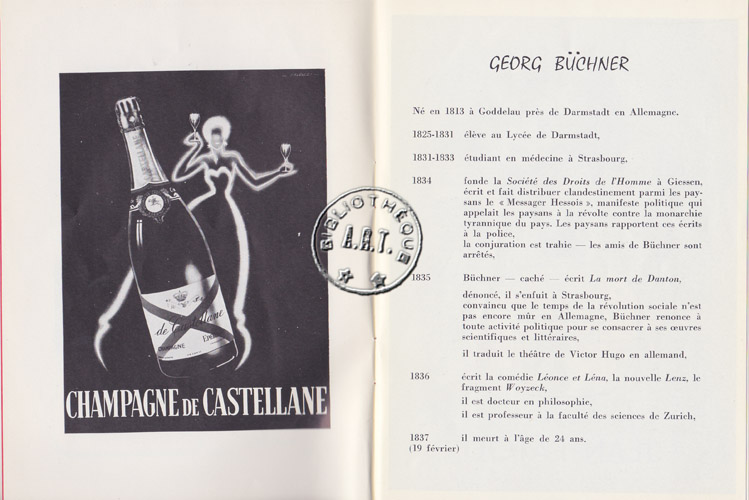 de Castellane
CHAMPAGNE
CHAMPAGNE DE CASTELLANE
BIBLIOTHÈQUE
A.R.T.
GEORG BÜCHNER
Né en 1813 à Goddelau près de Darmstadt en Allemagne.
1825-1831 élève au Lycée de Darmstadt,
1831-1833 étudiant en médecine à Strasbourg,
1834 fonde la Société des Droits de l'Homme à Giessen,
écrit et fait distribuer clandestinement parmi les pay-
sans le « Messager Hessois », manifeste politique qui
appelait les paysans à la révolte contre la monarchie
tyrannique du pays. Les paysans rapportent ces écrits
à la police,
la conjuration est trahie — les amis de Büchner sont
arrêtés,
1835 Büchner — caché — écrit La mort de Danton,
dénoncé, il s'enfuit à Strasbourg,
convaincu que le temps de la révolution sociale n'est
pas encore mûr en Allemagne, Büchner renonce à
toute activité politique pour se consacrer à ses œuvres
scientifiques et littéraires,
il traduit le théâtre de Victor Hugo en allemand,
1836 écrit la comédie Léonce et Léna, la nouvelle Lenz, le
fragment Woyzeck,
il est docteur en philosophie,
il est professeur à la faculté des sciences de Zurich,
1837 il meurt à l'âge de 24 ans.
(19 février)